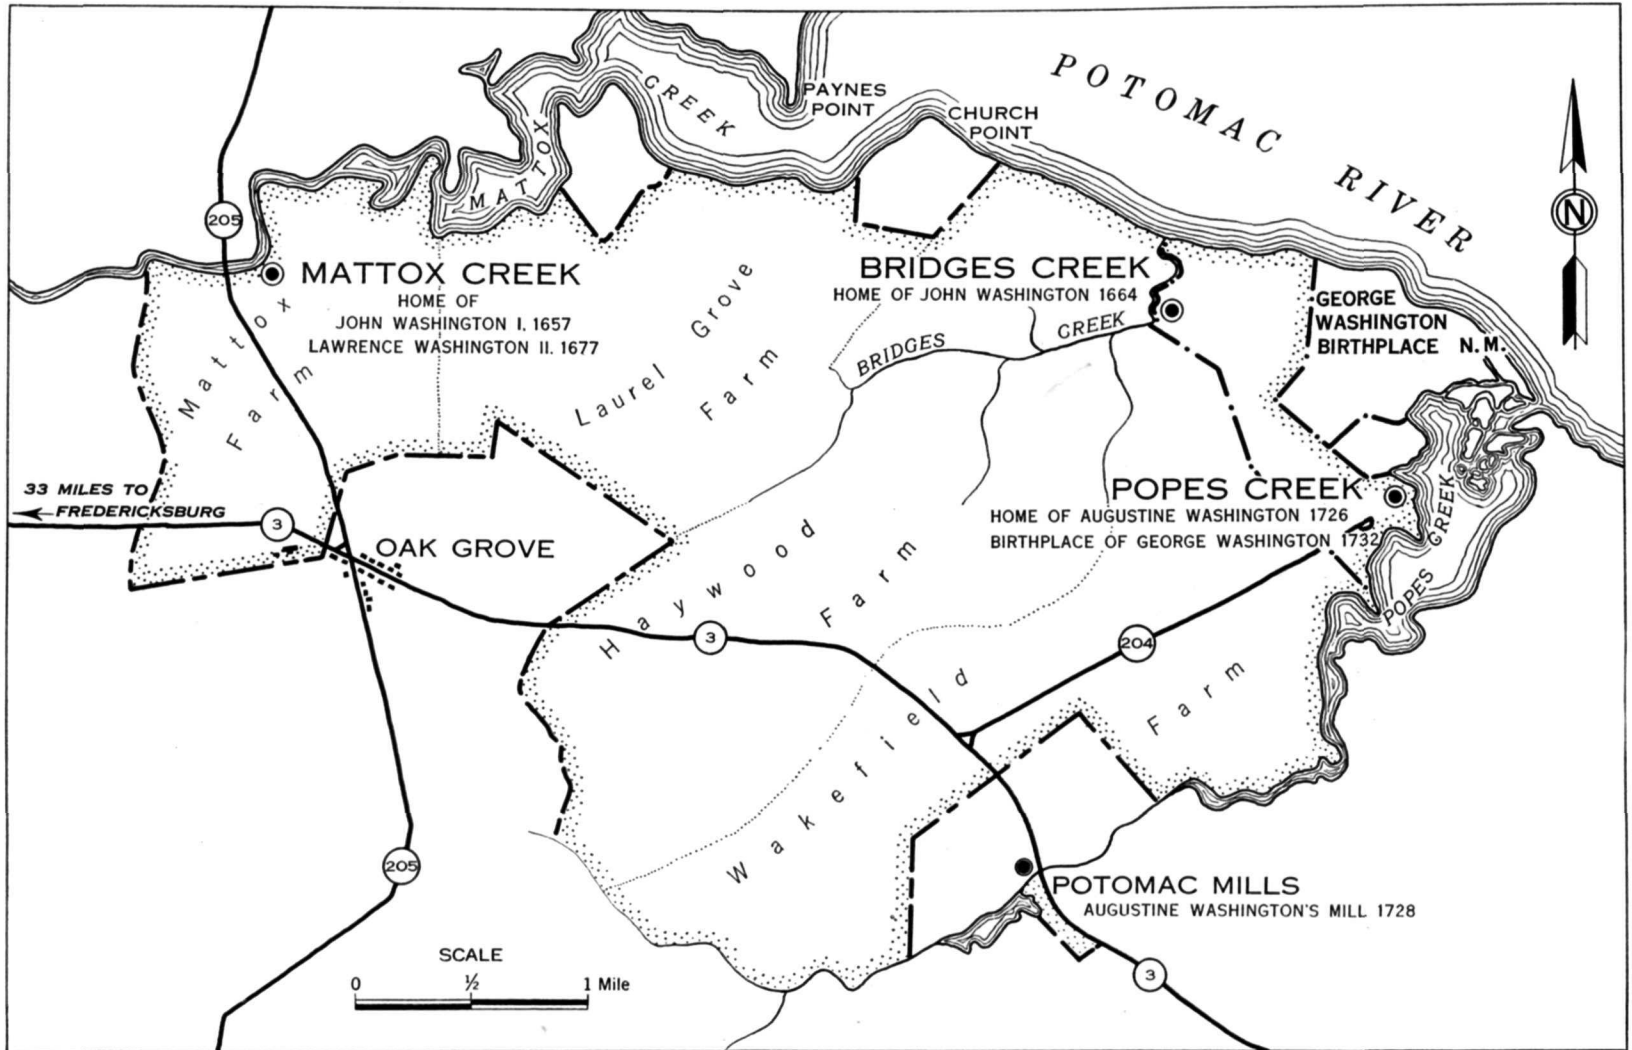 POTOMAC RIVER
MATTOX CREEK
PAYNES
POINT
CHURCH
POINT
N
205
MATTOX CREEK
HOME OF
JOHN WASHINGTON I. 1657
LAWRENCE WASHINGTON II. 1677
BRIDGES CREEK
HOME OF JOHN WASHINGTON 1664
BRIDGES CREEK
GEORGE
WASHINGTON
BIRTHPLACE N.M.
Mattox
Farm
Laurel Grove
Farm
33 MILES TO
FREDERICKSBURG
3
OAK GROVE
POPES CREEK
HOME OF AUGUSTINE WASHINGTON 1726
BIRTHPLACE OF GEORGE WASHINGTON 1732
POPES CREEK
Haywood
Farm
3
204
Wakefield
Farm
205
POTOMAC MILLS
AUGUSTINE WASHINGTON'S MILL 1728
3
SCALE
0 ½ 1 Mile